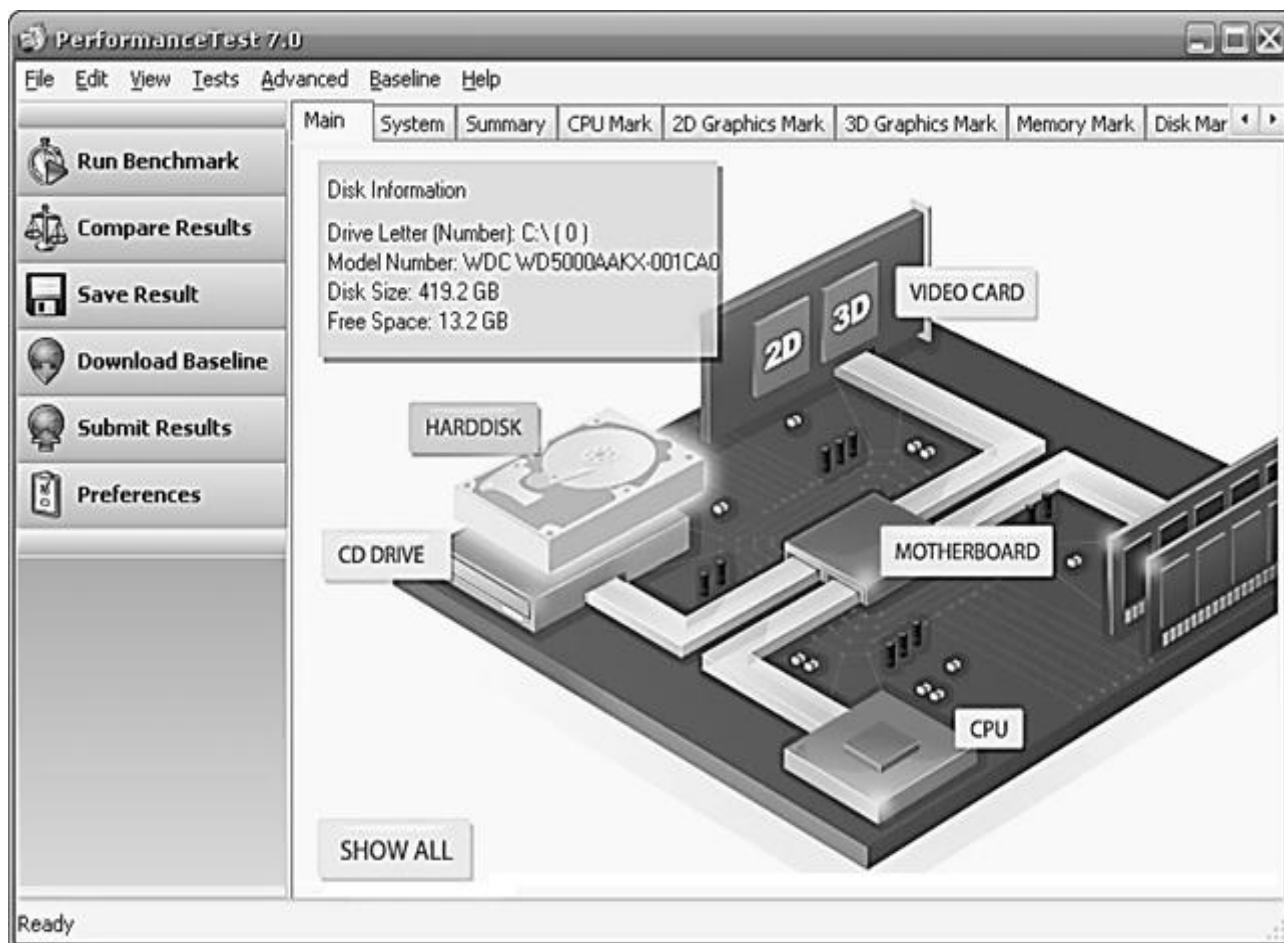 PerformanceTest 7.0
File Edit View Tests Advanced Baseline Help
Main System Summary CPU Mark 2D Graphics Mark 3D Graphics Mark Memory Mark Disk Mar
Run Benchmark
Compare Results
Save Result
Download Baseline
Submit Results
Preferences
Disk Information
Drive Letter (Number): C:\ ( 0 )
Model Number: WDC WD5000AAKX-001CA0
Disk Size: 419.2 GB
Free Space: 13.2 GB
2D 3D
VIDEO CARD
HARDDISK
CD DRIVE
MOTHERBOARD
CPU
SHOW ALL
Ready